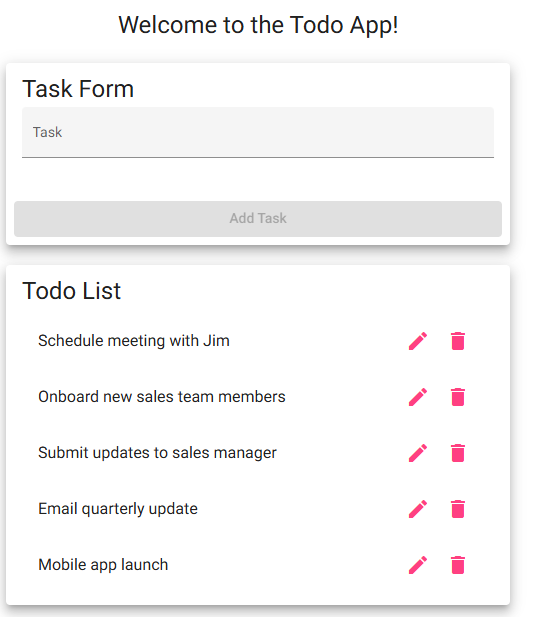 Welcome to the Todo App!
Task Form
Task
Add Task
Todo List
Schedule meeting with Jim
Onboard new sales team members
Submit updates to sales manager
Email quarterly update
Mobile app launch